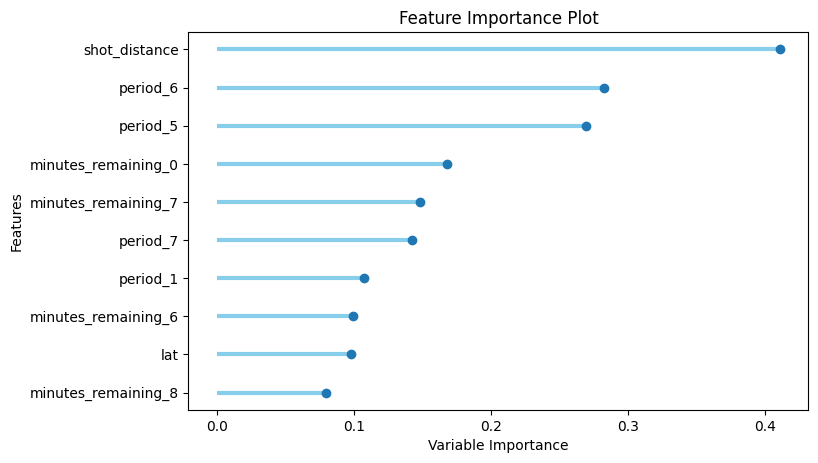 Feature Importance Plot
shot_distance
period_6
period_5
minutes_remaining_0
minutes_remaining_7
period_7
period_1
minutes_remaining_6
lat
minutes_remaining_8
Features
0.0 0.1 0.2 0.3 0.4
Variable Importance